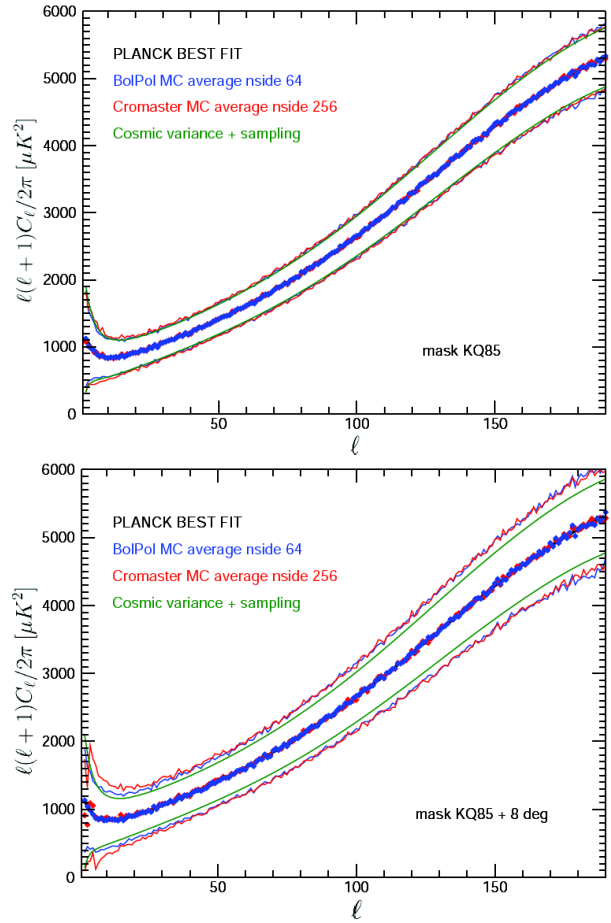 6000
5000
4000
3000
2000
1000
0
ℓ(ℓ + 1)Cℓ/2π [μK²]
PLANCK BEST FIT
BolPol MC average nside 64
Cromaster MC average nside 256
Cosmic variance + sampling
mask KQ85
50
100
150
ℓ
6000
5000
4000
3000
2000
1000
0
ℓ(ℓ + 1)Cℓ/2π [μK²]
PLANCK BEST FIT
BolPol MC average nside 64
Cromaster MC average nside 256
Cosmic variance + sampling
mask KQ85 + 8 deg
50
100
150
ℓ